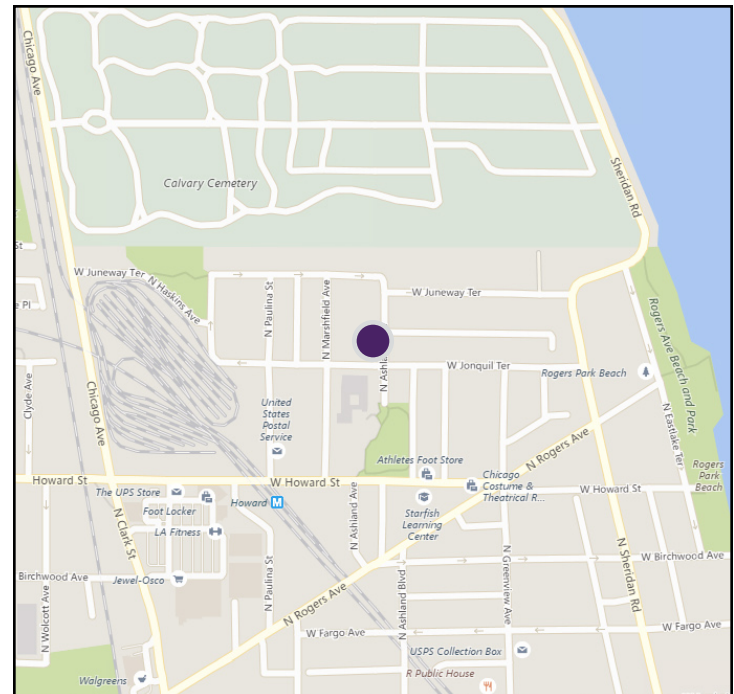 Chicago Ave
Calvary Cemetery
Sheridan Rd
St
W Juneway Ter
N Haskins Ave
N Paulina St
N Marshfield Ave
W Juneway Ter
Rogers Ave Beach and Park
Pl
Clyde Ave
Chicago Ave
N Ashla
W Jonquil Ter
Rogers Park Beach
United
States
Postal
Service
N Eastlake Ter
N Rogers Ave
Athletes Foot Store
Rogers
Park
Beach
Howard St
W Howard St
Chicago
Costume &
Theatrical R...
W Howard St
The UPS Store
Foot Locker
Howard
M
Starfish
Learning
Center
LA Fitness
N Clark St
N Ashland Ave
N Paulina St
N Greenview Ave
N Sheridan Rd
W Birchwood Ave
Birchwood Ave
Jewel-Osco
N Wolcott Ave
N Rogers Ave
N Ashland Blvd
W Fargo Ave
W Fargo Ave
USPS Collection Box
R Public House
Walgreens